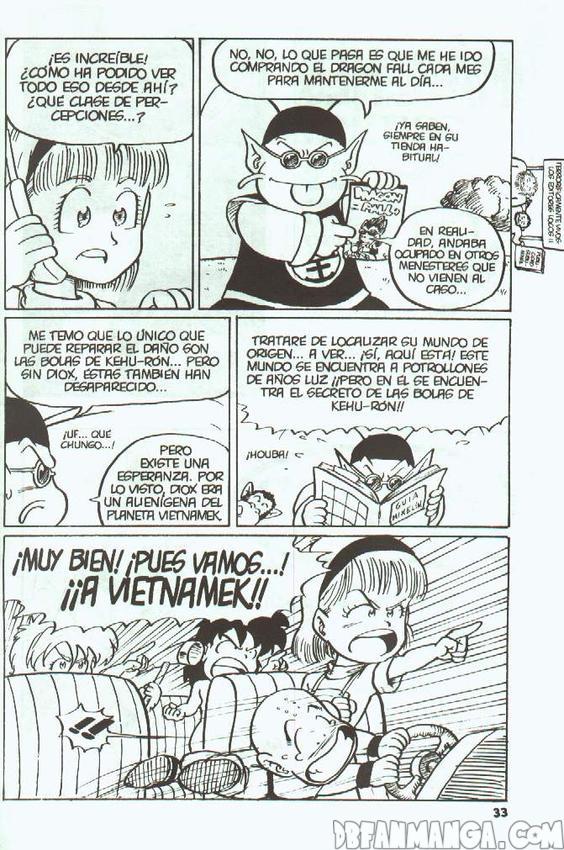 ¡ES INCREÍBLE!
¿CÓMO HA PODIDO VER
TODO ESO DESDE AHÍ?
¿QUÉ CLASE DE PER-
CEPCIONES...?
NO, NO, LO QUE PASA ES QUE ME HE IDO
COMPRANDO EL DRAGON FALL CADA MES
PARA MANTENERME AL DÍA...
¡YA SABEN,
SIEMPRE EN SU
TIENDA HA-
BITUAL!
EN REALI-
DAD, ANDABA
OCUPADO EN OTROS
MENESTERES QUE
NO VIENEN AL
CASO...
ME TEMO QUE LO ÚNICO QUE
PUEDE REPARAR EL DAÑO SON
LAS BOLAS DE KEHU-RÓN... PERO
SIN DIOX, ÉSTAS TAMBIÉN HAN
DESAPARECIDO...
¡UF... QUÉ
CHUNGO...!
PERO
EXISTE UNA
ESPERANZA. POR
LO VISTO, DIOX ERA
UN ALIENÍGENA DEL
PLANETA VIETNAMEK.
TRATARÉ DE LOCALIZAR SU MUNDO DE
ORIGEN... A VER... ¡SÍ, AQUÍ ESTA! ESTE
MUNDO SE ENCUENTRA A POTROLLONES
DE AÑOS LUZ ¡¡PERO EN EL SE ENCUEN-
TRA EL SECRETO DE LAS BOLAS DE
KEHU-RÓN!!
¡HOUBA!
GUIA
MIKELÍN
¡MUY BIEN! ¡PUES VAMOS...!
¡¡A VIETNAMEK!!
!!
33
DBFANMANGA.COM